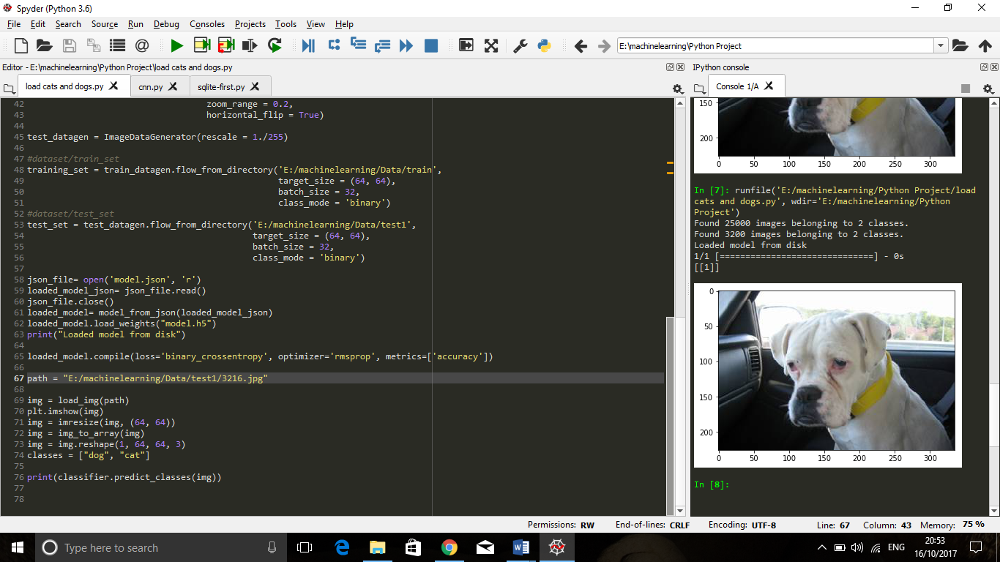 Spyder (Python 3.6)
File Edit Search Source Run Debug Consoles Projects Tools View Help
E:\machinelearning\Python Project
Editor - E:\machinelearning\Python Project\load cats and dogs.py
load cats and dogs.py
cnn.py
sqlite-first.py
42 zoom_range = 0.2,
43 horizontal_flip = True)
44
45 test_datagen = ImageDataGenerator(rescale = 1./255)
46
47 #dataset/train_set
48 training_set = train_datagen.flow_from_directory('E:/machinelearning/Data/train',
49 target_size = (64, 64),
50 batch_size = 32,
51 class_mode = 'binary')
52 #dataset/test_set
53 test_set = test_datagen.flow_from_directory('E:/machinelearning/Data/test1',
54 target_size = (64, 64),
55 batch_size = 32,
56 class_mode = 'binary')
57
58 json_file= open('model.json', 'r')
59 loaded_model_json= json_file.read()
60 json_file.close()
61 loaded_model= model_from_json(loaded_model_json)
62 loaded_model.load_weights("model.h5")
63 print("Loaded model from disk")
64
65 loaded_model.compile(loss='binary_crossentropy', optimizer='rmsprop', metrics=['accuracy'])
66
67 path = "E:/machinelearning/Data/test1/3216.jpg"
68
69 img = load_img(path)
70 plt.imshow(img)
71 img = imresize(img, (64, 64))
72 img = img_to_array(img)
73 img = img.reshape(1, 64, 64, 3)
74 classes = ["dog", "cat"]
75
76 print(classifier.predict_classes(img))
77
78
IPython console
Console 1/A
150
200
0 50 100 150 200 250 300
In [7]: runfile('E:/machinelearning/Python Project/load
cats and dogs.py', wdir='E:/machinelearning/Python
Project')
Found 25000 images belonging to 2 classes.
Found 3200 images belonging to 2 classes.
Loaded model from disk
1/1 [==============================] - 0s
[[1]]
0
50
100
150
200
0 50 100 150 200 250 300
In [8]:
Permissions: RW End-of-lines: CRLF Encoding: UTF-8 Line: 67 Column: 43 Memory: 75 %
Type here to search
ENG
20:53
16/10/2017